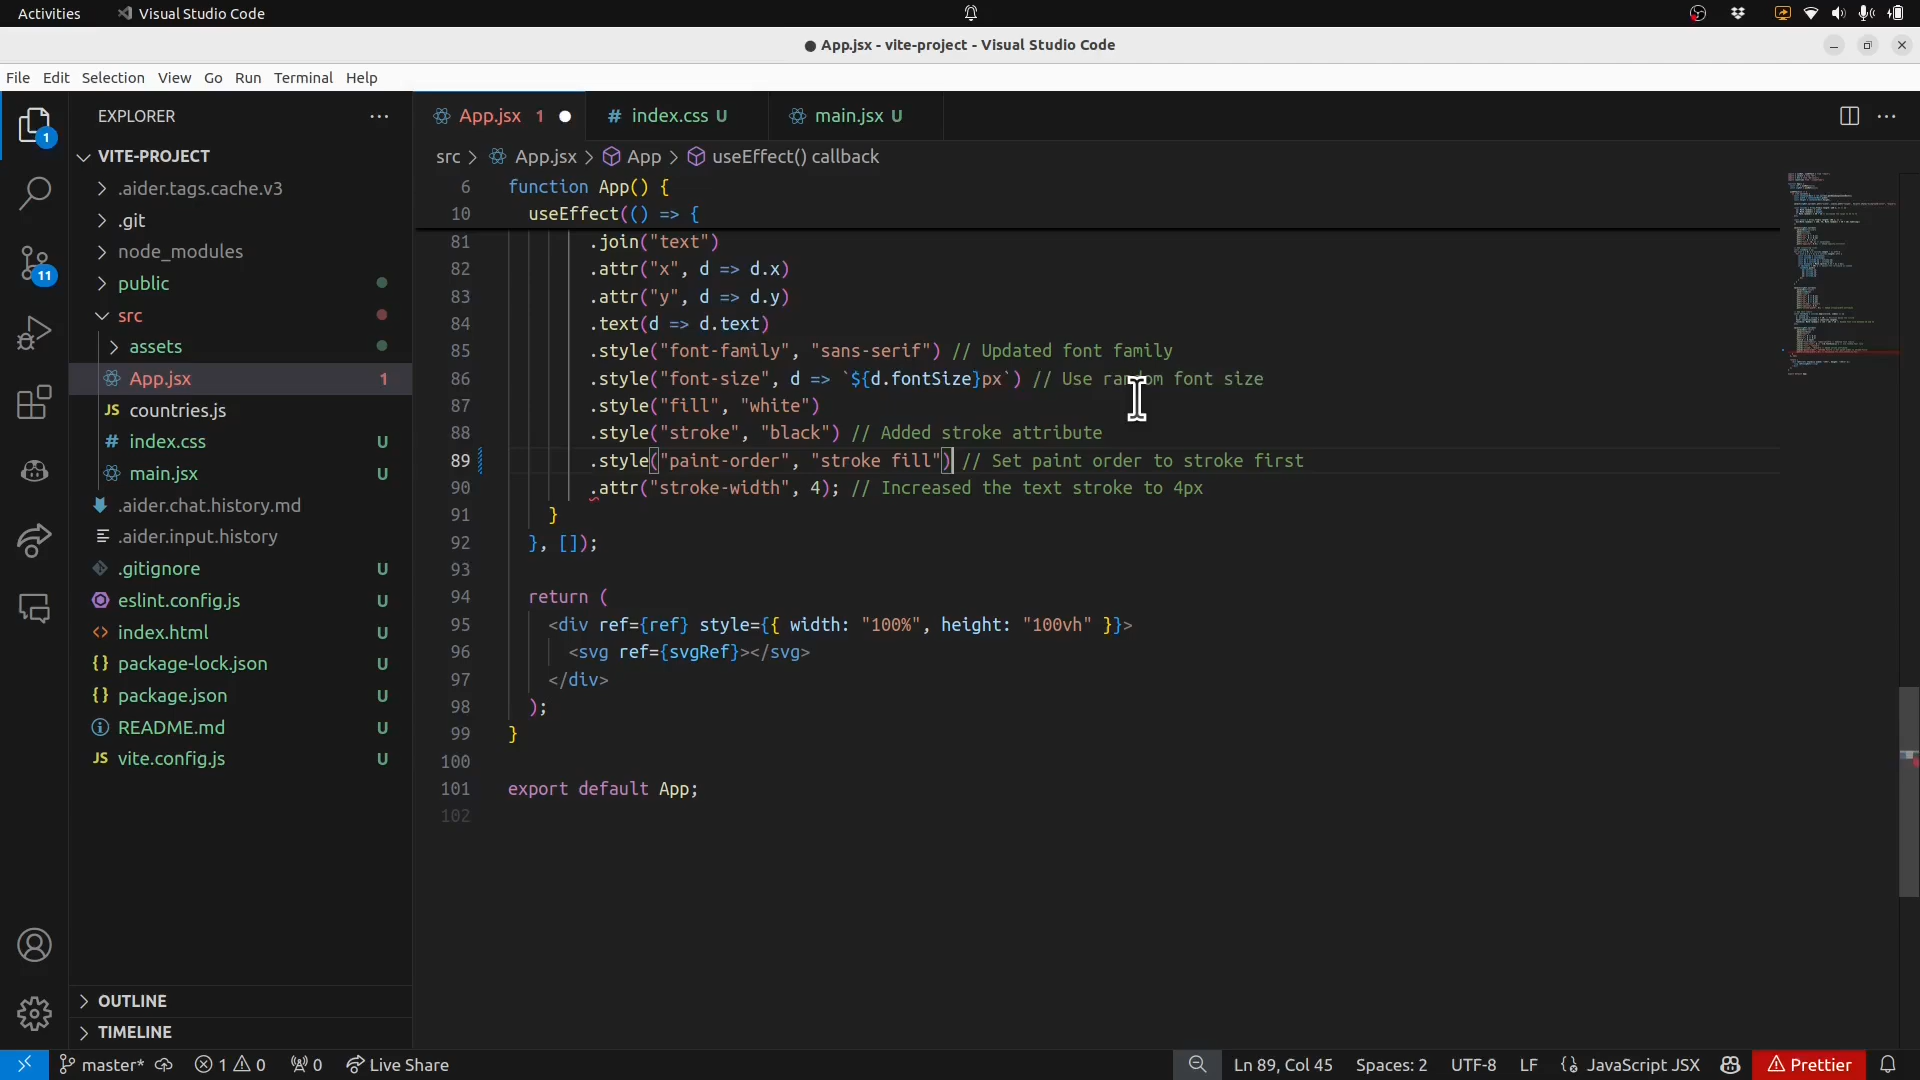 Activities
Visual Studio Code
● App.jsx - vite-project - Visual Studio Code
File Edit Selection View Go Run Terminal Help
EXPLORER
VITE-PROJECT
.aider.tags.cache.v3
.git
node_modules
public
src
assets
App.jsx 1
countries.js
index.css U
main.jsx U
.aider.chat.history.md
.aider.input.history
.gitignore U
eslint.config.js U
index.html U
package-lock.json U
package.json U
README.md U
vite.config.js U
OUTLINE
TIMELINE
1
11
App.jsx 1 ●
index.css U
main.jsx U
src > App.jsx > App > useEffect() callback
6 function App() {
10 useEffect(() => {
81 .join("text")
82 .attr("x", d => d.x)
83 .attr("y", d => d.y)
84 .text(d => d.text)
85 .style("font-family", "sans-serif") // Updated font family
86 .style("font-size", d => `${d.fontSize}px`) // Use random font size
87 .style("fill", "white")
88 .style("stroke", "black") // Added stroke attribute
89 .style("paint-order", "stroke fill") // Set paint order to stroke first
90 .attr("stroke-width", 4); // Increased the text stroke to 4px
91 }
92 }, []);
93
94 return (
95 <div ref={ref} style={{ width: "100%", height: "100vh" }}>
96 <svg ref={svgRef}></svg>
97 </div>
98 );
99 }
100
101 export default App;
102
master* 1 0 0 Live Share
Ln 89, Col 45 Spaces: 2 UTF-8 LF JavaScript JSX Prettier